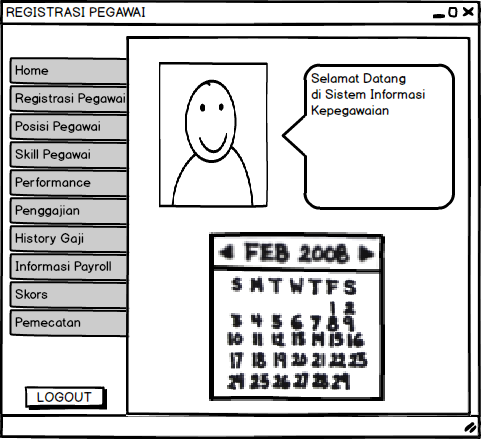 REGISTRASI PEGAWAI
Home
Registrasi Pegawai
Posisi Pegawai
Skill Pegawai
Performance
Penggajian
History Gaji
Informasi Payroll
Skors
Pemecatan
LOGOUT
Selamat Datang
di Sistem Informasi
Kepegawaian
FEB 2008
S M T W T F S
1 2
3 4 5 6 7 8 9
10 11 12 13 14 15 16
17 18 19 20 21 22 23
24 25 26 27 28 29